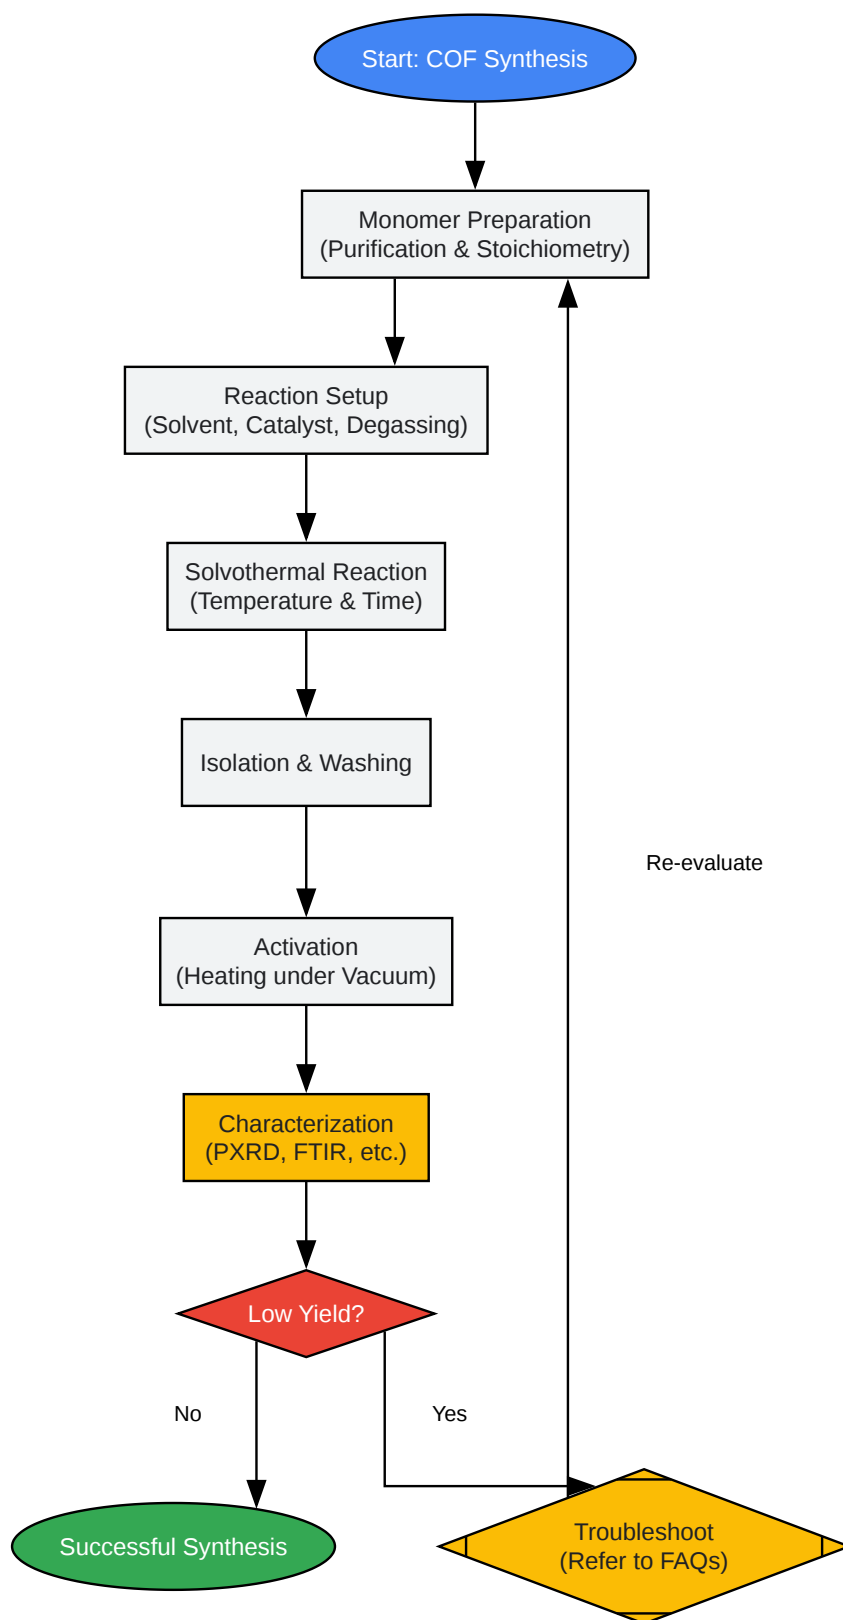 Start: COF Synthesis
Monomer Preparation
(Purification & Stoichiometry)
Reaction Setup
(Solvent, Catalyst, Degassing)
Solvothermal Reaction
(Temperature & Time)
Isolation & Washing
Re-evaluate
Activation
(Heating under Vacuum)
Characterization
(PXRD, FTIR, etc.)
Low Yield?
No
Yes
Successful Synthesis
Troubleshoot
(Refer to FAQs)